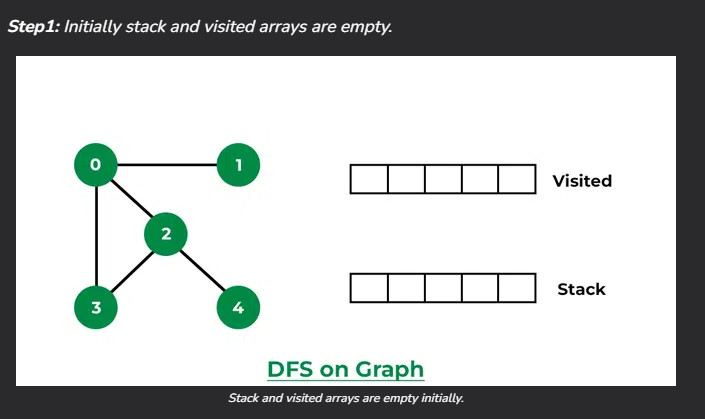 Step1: Initially stack and visited arrays are empty.
0
1
Visited
2
Stack
3
4
DFS on Graph
Stack and visited arrays are empty initially.